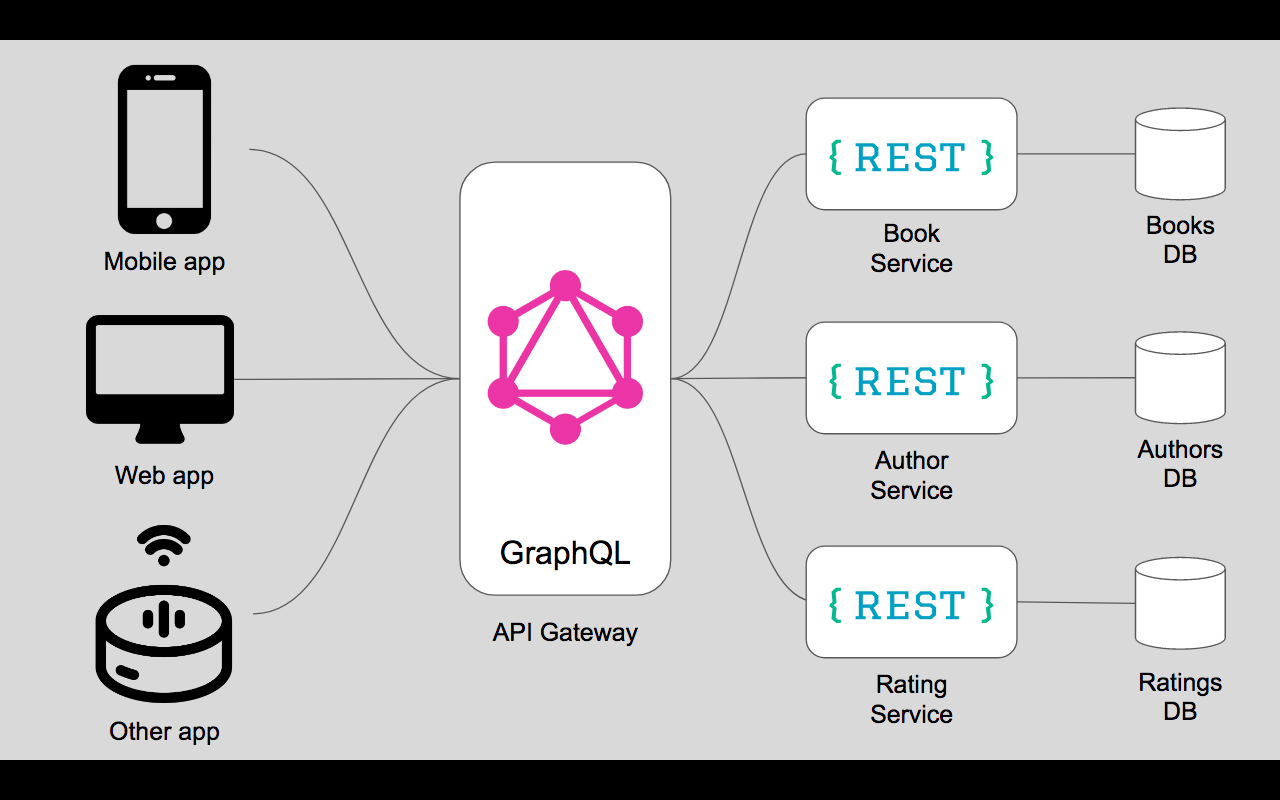 Mobile app
Web app
Other app
GraphQL
API Gateway
{ REST }
Book
Service
{ REST }
Author
Service
{ REST }
Rating
Service
Books
DB
Authors
DB
Ratings
DB